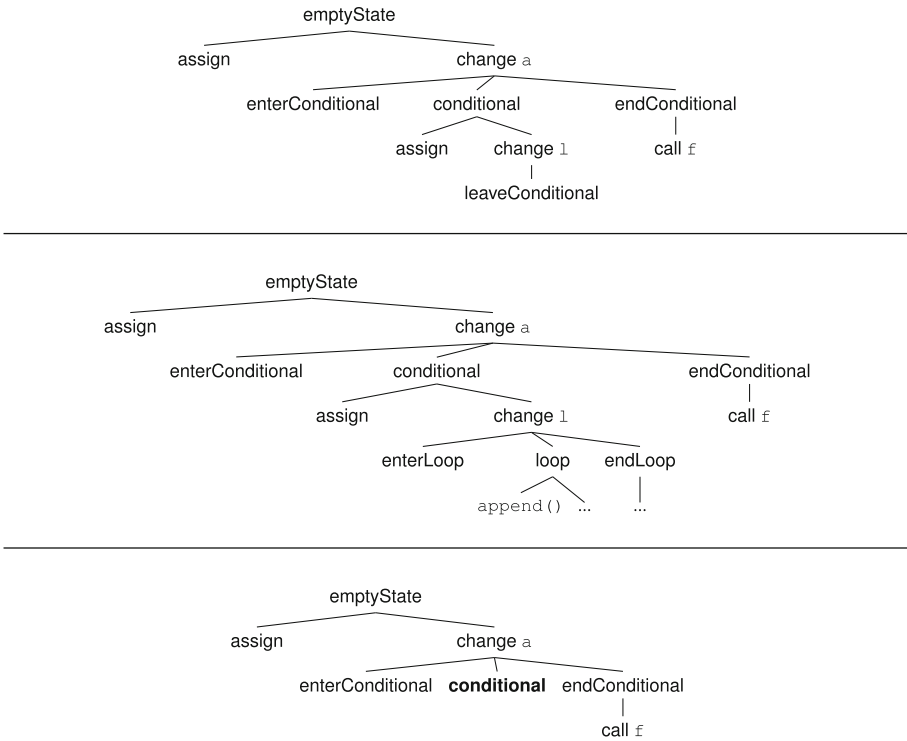 emptyState
assign change a
enterConditional conditional endConditional
assign change l call f
leaveConditional
emptyState
assign change a
enterConditional conditional endConditional
assign change l call f
enterLoop loop endLoop
append() ... ...
emptyState
assign change a
enterConditional conditional endConditional
call f